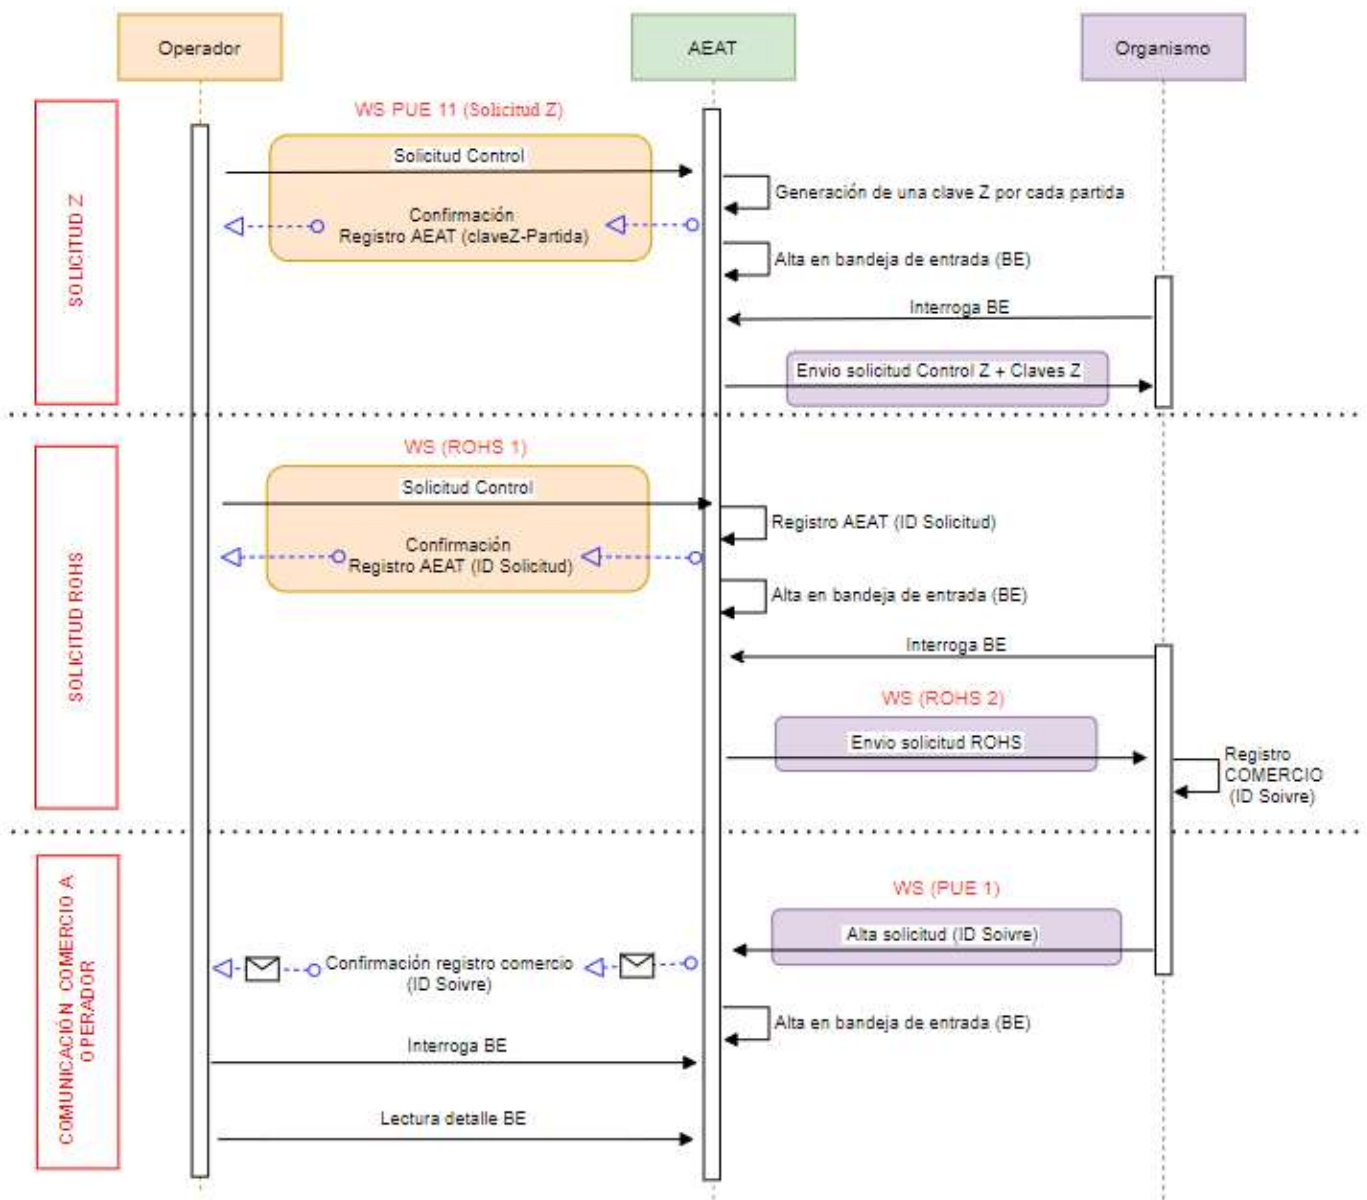 Operador
AEAT
Organismo
SOLICITUD Z
WS PUE 11 (Solicitud Z)
Solicitud Control
Generación de una clave Z por cada partida
Confirmación
Registro AEAT (claveZ-Partida)
Alta en bandeja de entrada (BE)
Interroga BE
Envio solicitud Control Z + Claves Z
SOLICITUD ROHS
WS (ROHS 1)
Solicitud Control
Registro AEAT (ID Solicitud)
Confirmación
Registro AEAT (ID Solicitud)
Alta en bandeja de entrada (BE)
Interroga BE
WS (ROHS 2)
Envio solicitud ROHS
Registro
COMERCIO
(ID Soivre)
COMUNICACIÓN COMERCIO A
OPERADOR
WS (PUE 1)
Alta solicitud (ID Soivre)
Confirmación registro comercio
(ID Soivre)
Alta en bandeja de entrada (BE)
Interroga BE
Lectura detalle BE